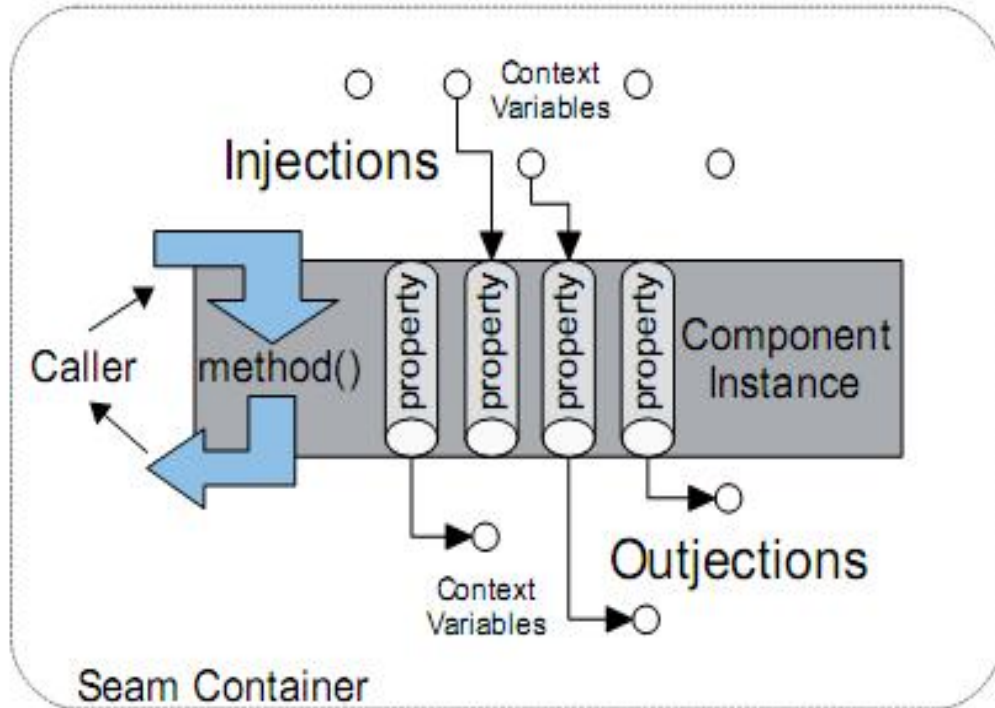 Context
Variables
Injections
Caller
method()
property
property
property
property
Component
Instance
Outjections
Context
Variables
Seam Container